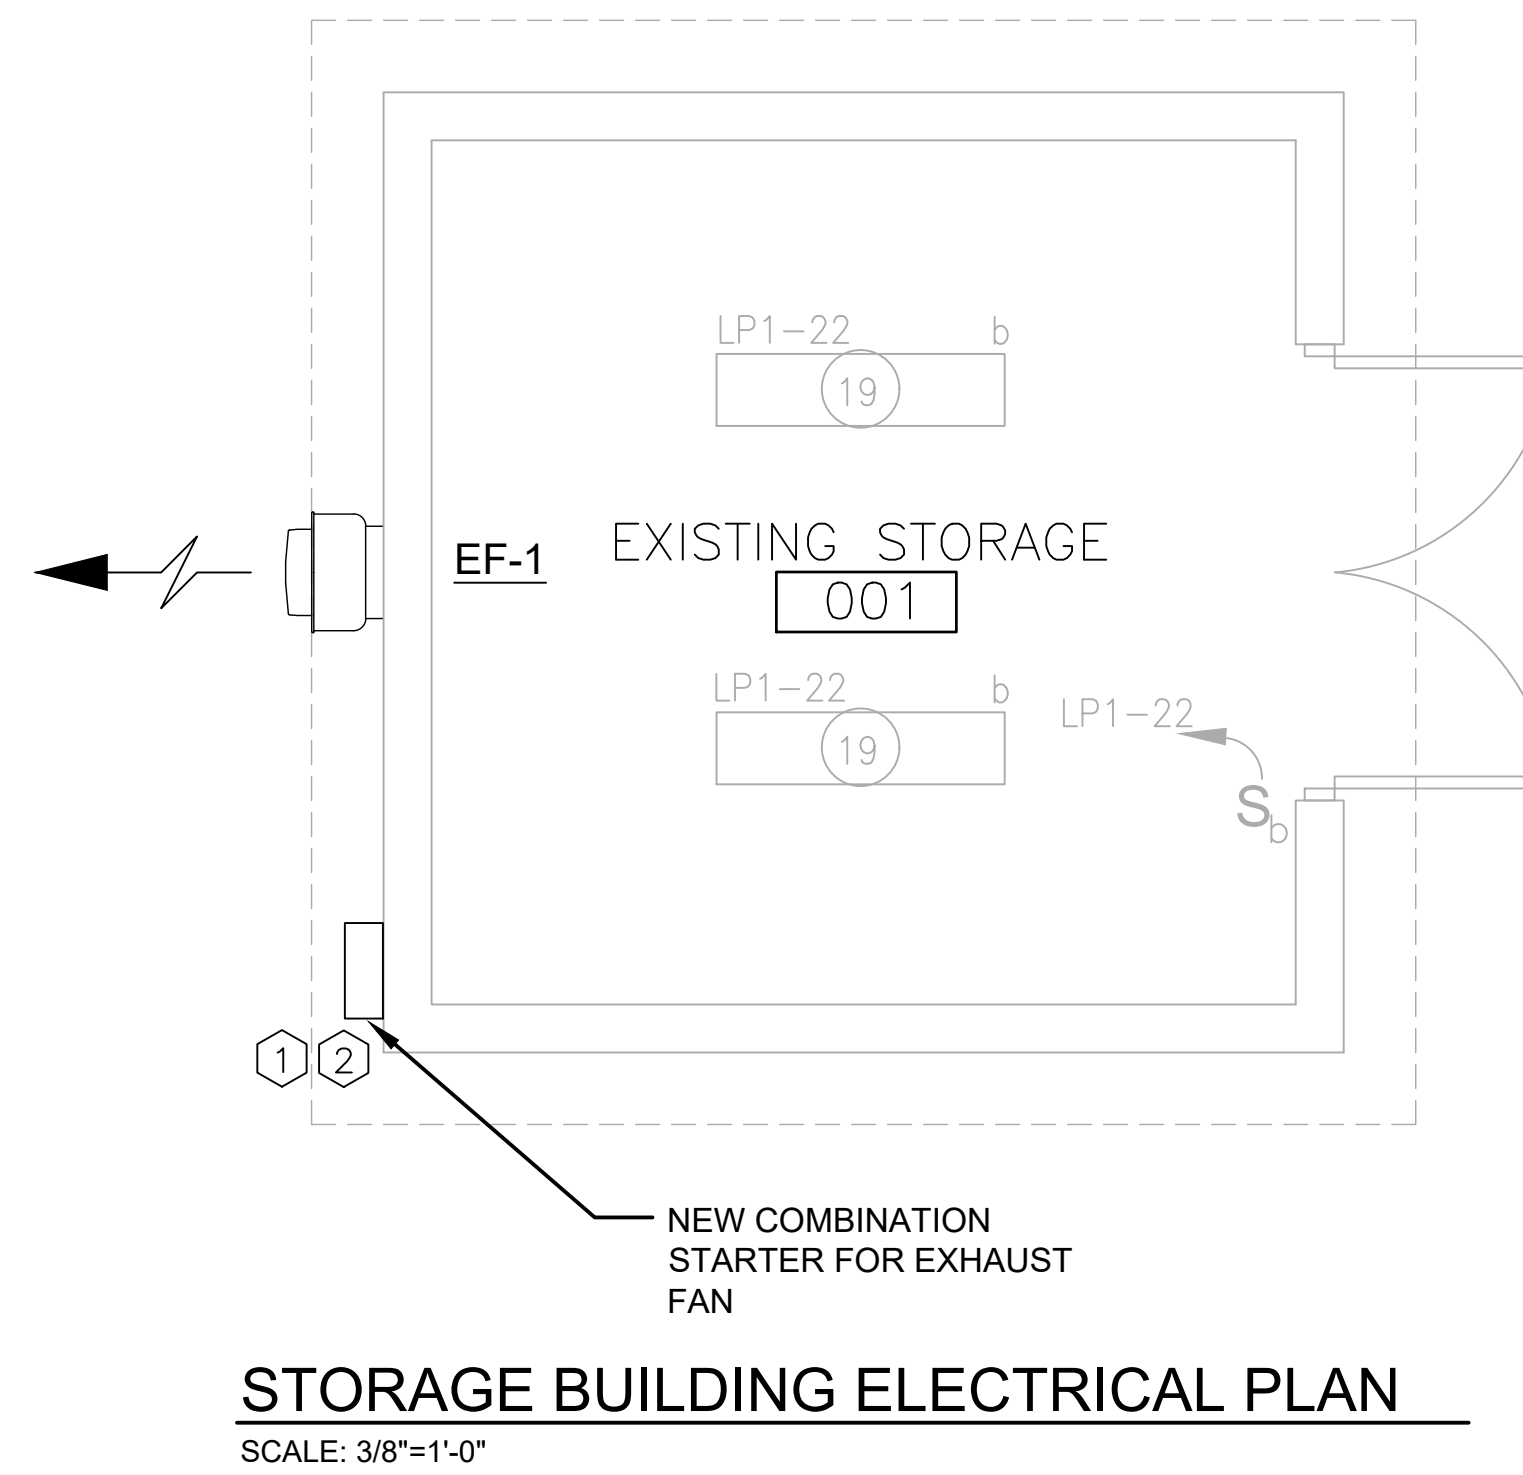 LP1-22 b
19
EF-1
EXISTING STORAGE
001
LP1-22 b
19
LP1-22
S b
1 2
NEW COMBINATION
STARTER FOR EXHAUST
FAN
STORAGE BUILDING ELECTRICAL PLAN
SCALE: 3/8"=1'-0"